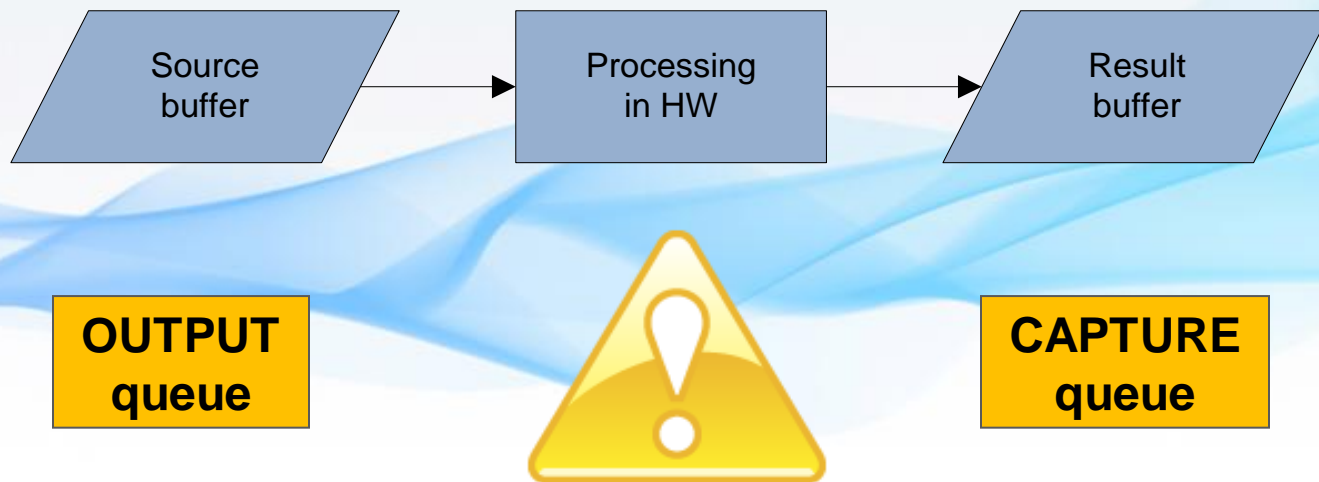 Source
buffer
Processing
in HW
Result
buffer
OUTPUT
queue
CAPTURE
queue